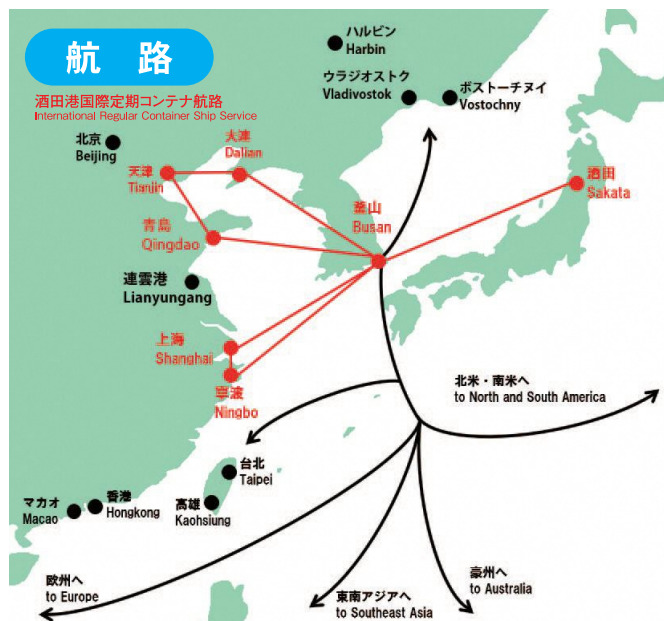 航 路
酒田港国際定期コンテナ航路
International Regular Container Ship Service
ハルビン
Harbin
ウラジオストク
Vladivostok
ボストーチヌイ
Vostochny
北京
Beijing
大連
Dalian
天津
Tianjin
酒田
Sakata
釜山
Busan
青島
Qingdao
連雲港
Lianyungang
上海
Shanghai
寧波
Ningbo
北米・南米へ
to North and South America
台北
Taipei
高雄
Kaohsiung
香港
Hongkong
マカオ
Macao
欧州へ
to Europe
東南アジアへ
to Southeast Asia
豪州へ
to Australia